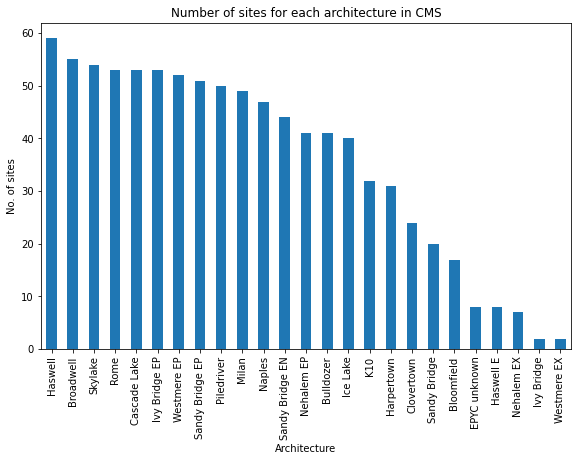 Number of sites for each architecture in CMS
No. of sites
60
50
40
30
20
10
0
Haswell
Broadwell
Skylake
Rome
Cascade Lake
Ivy Bridge EP
Westmere EP
Sandy Bridge EP
Piledriver
Milan
Naples
Sandy Bridge EN
Nehalem EP
Bulldozer
Ice Lake
K10
Harpertown
Clovertown
Sandy Bridge
Bloomfield
EPYC unknown
Haswell E
Nehalem EX
Ivy Bridge
Westmere EX
Architecture